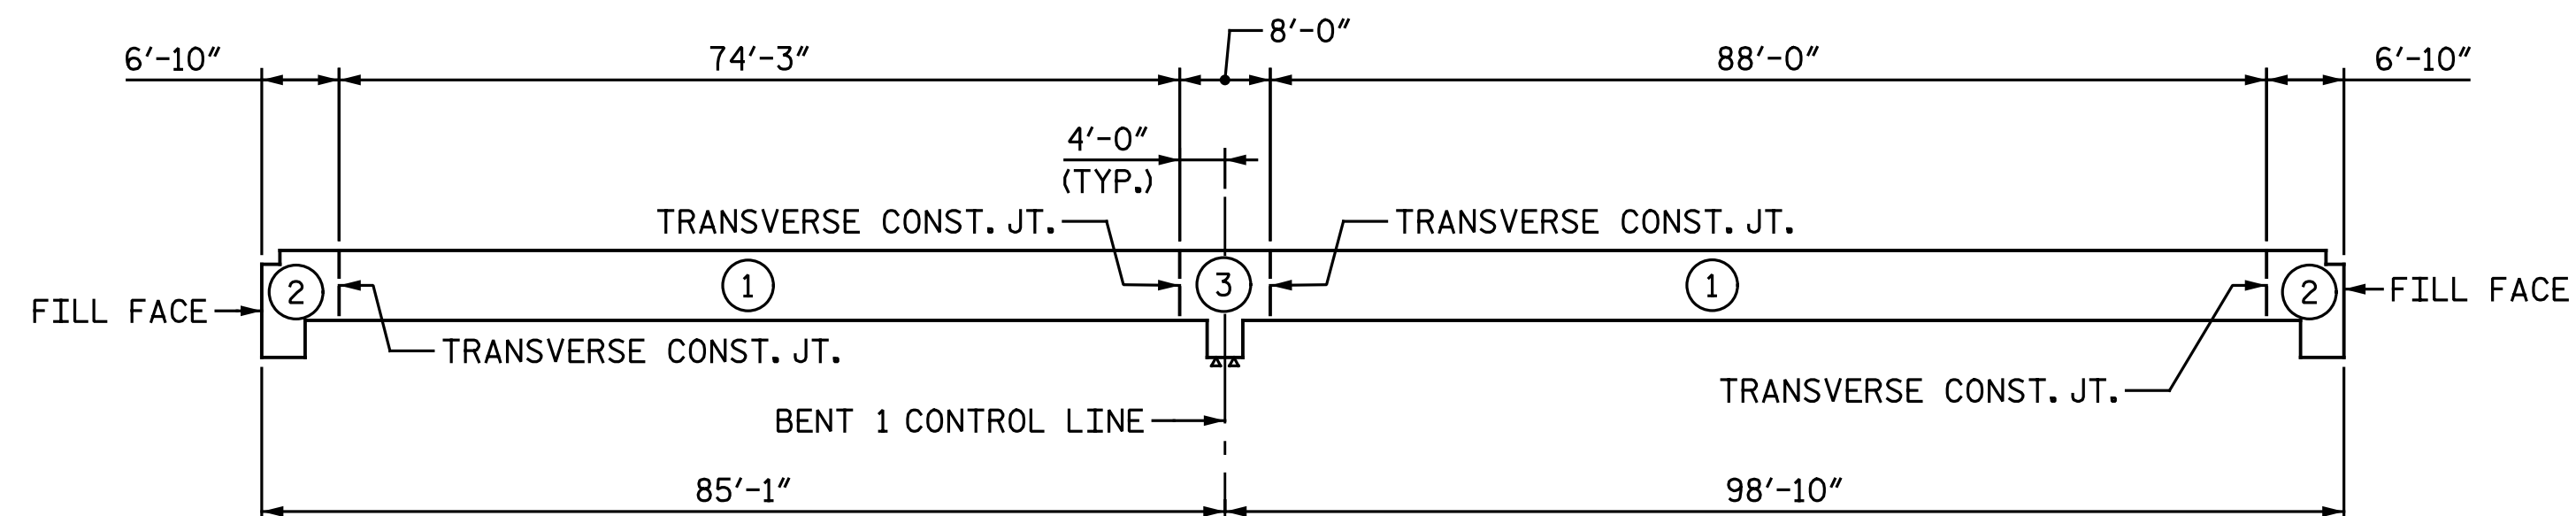 8'-0"
6'-10"
74'-3"
88'-0"
6'-10"
4'-0"
(TYP.)
TRANSVERSE CONST. JT.
TRANSVERSE CONST. JT.
2
1
3
1
2
FILL FACE
FILL FACE
TRANSVERSE CONST. JT.
TRANSVERSE CONST. JT.
BENT 1 CONTROL LINE
85'-1"
98'-10"